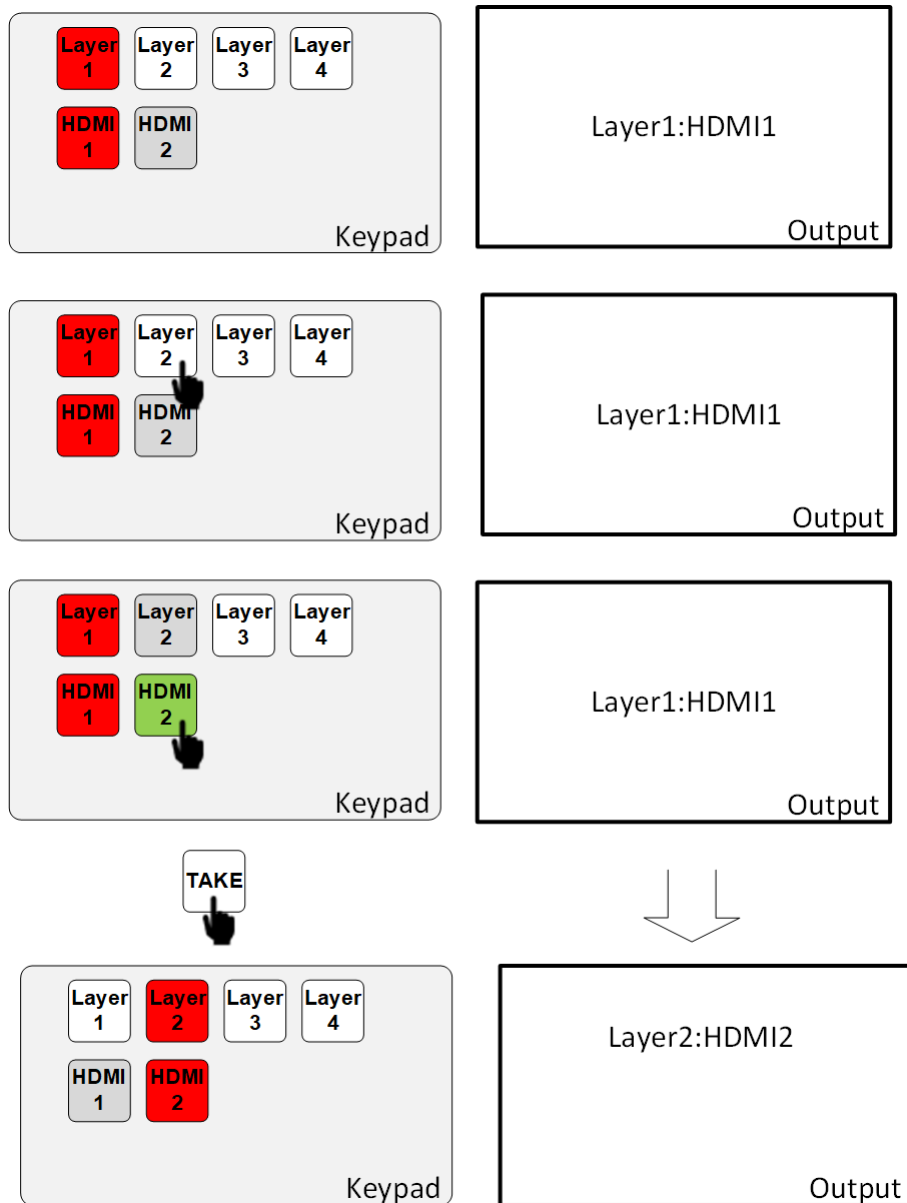 Layer 1
Layer 2
Layer 3
Layer 4
HDMI 1
HDMI 2
Keypad
Layer1:HDMI1
Output
Layer 1
Layer 2
Layer 3
Layer 4
HDMI 1
HDMI 2
Keypad
Layer1:HDMI1
Output
Layer 1
Layer 2
Layer 3
Layer 4
HDMI 1
HDMI 2
Keypad
Layer1:HDMI1
Output
TAKE
Layer 1
Layer 2
Layer 3
Layer 4
HDMI 1
HDMI 2
Keypad
Layer2:HDMI2
Output